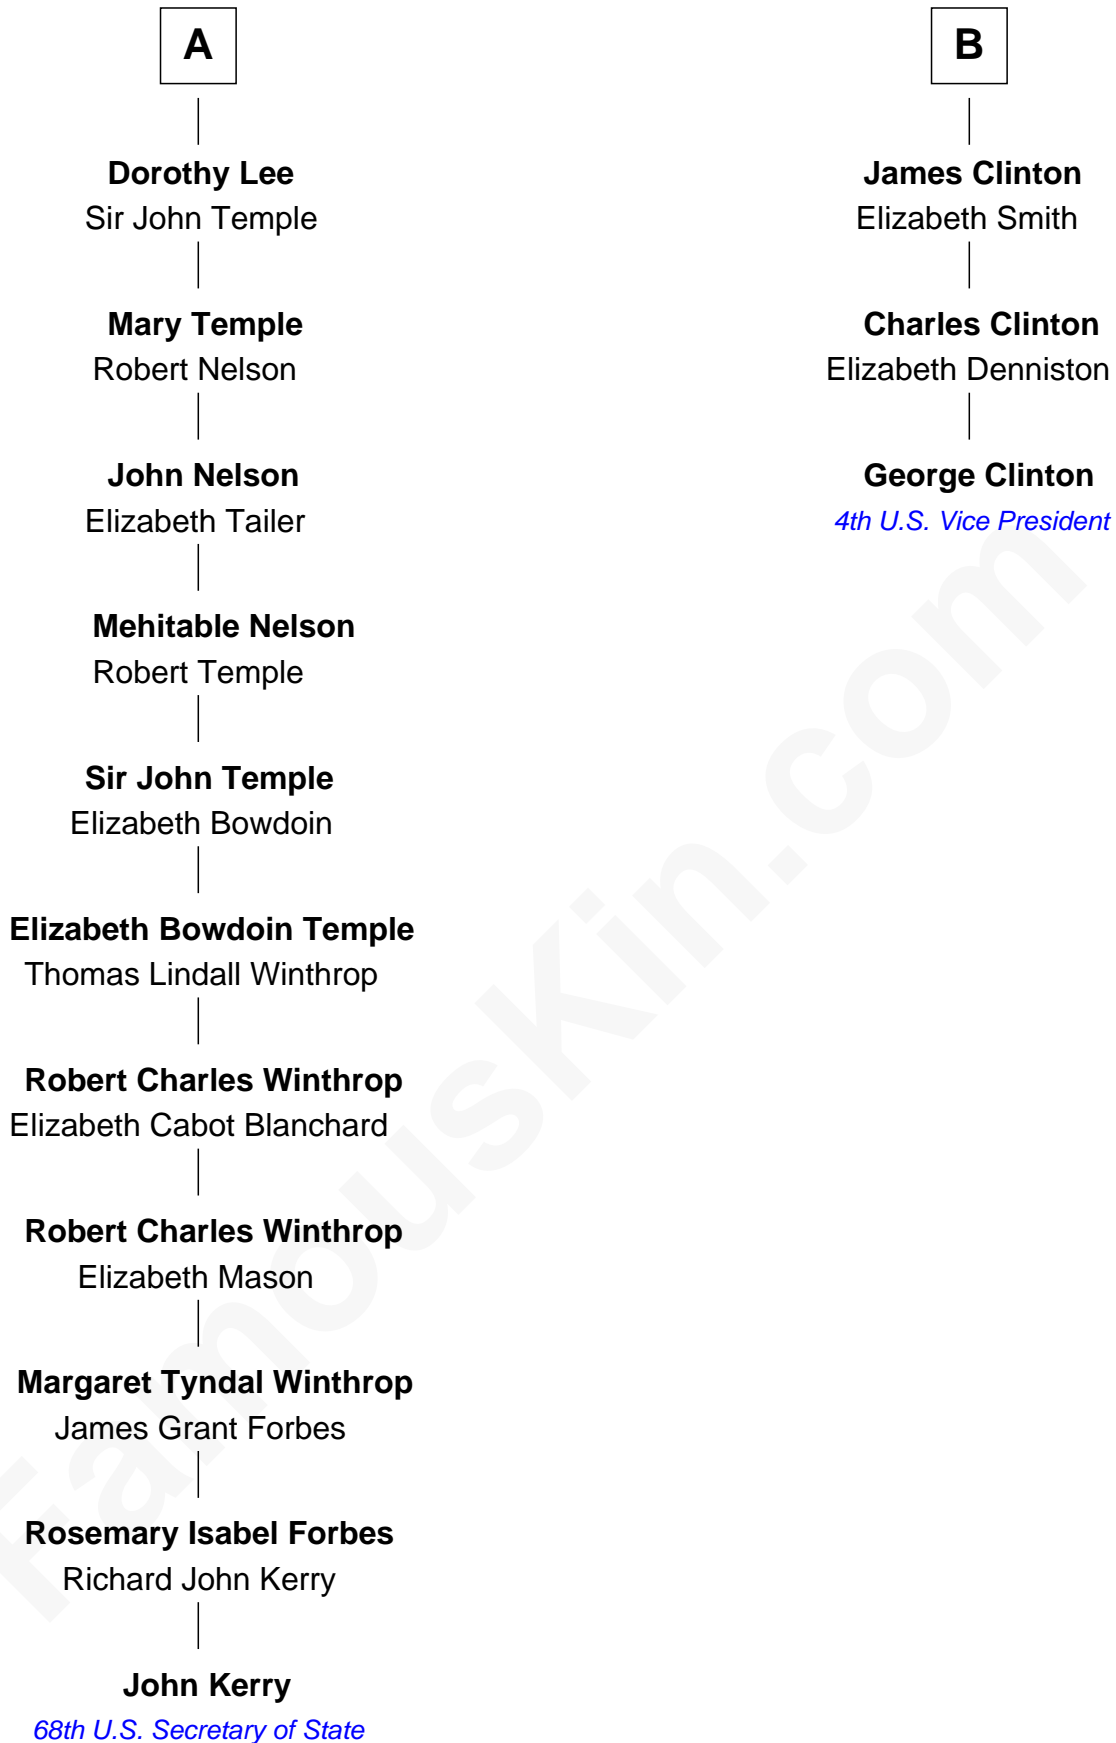 A
Dorothy Lee
Sir John Temple
Mary Temple
Robert Nelson
John Nelson
Elizabeth Tailer
Mehitable Nelson
Robert Temple
Sir John Temple
Elizabeth Bowdoin
Elizabeth Bowdoin Temple
Thomas Lindall Winthrop
Robert Charles Winthrop
Elizabeth Cabot Blanchard
Robert Charles Winthrop
Elizabeth Mason
Margaret Tyndal Winthrop
James Grant Forbes
Rosemary Isabel Forbes
Richard John Kerry
John Kerry
68th U.S. Secretary of State
B
James Clinton
Elizabeth Smith
Charles Clinton
Elizabeth Denniston
George Clinton
4th U.S. Vice President
FamousKin.com